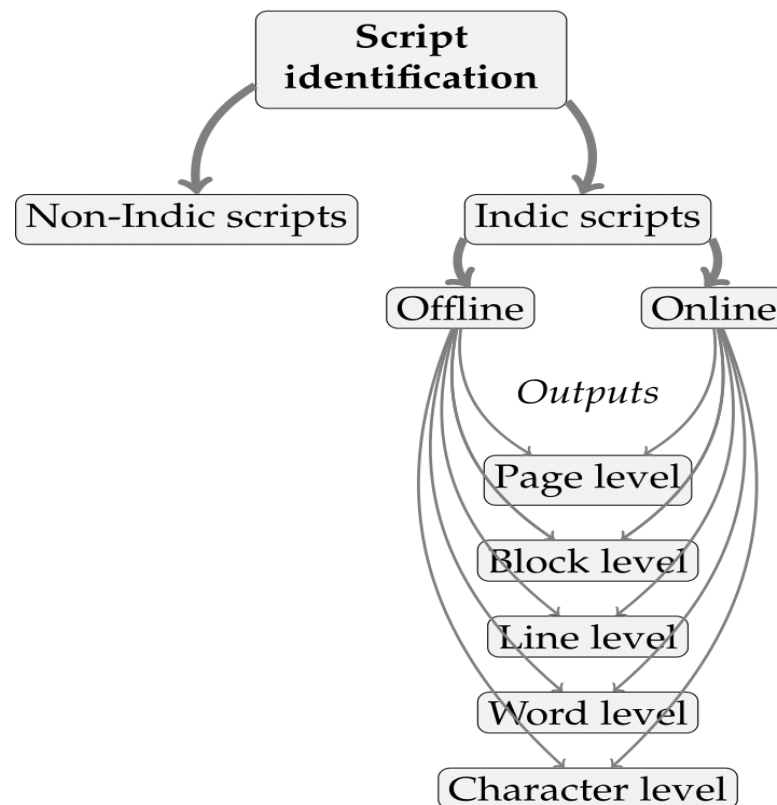 Script
identification
Non-Indic scripts
Indic scripts
Offline
Online
Outputs
Page level
Block level
Line level
Word level
Character level